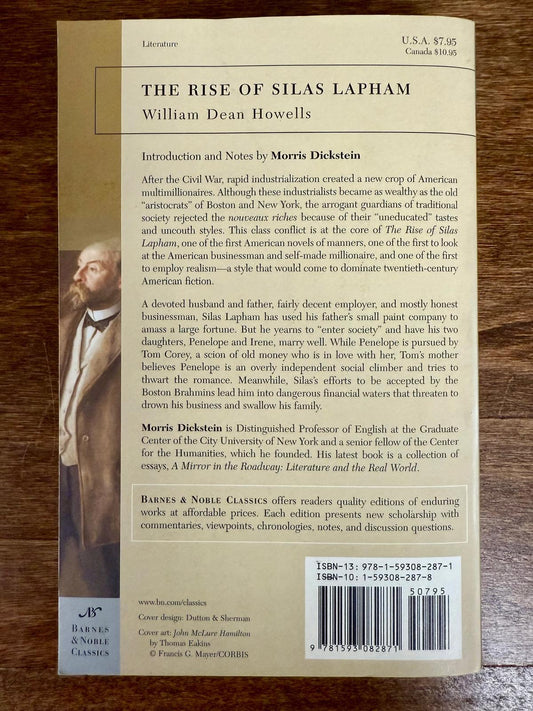 Literature
U.S.A. $7.95
Canada $10.95
THE RISE OF SILAS LAPHAM
William Dean Howells
Introduction and Notes by Morris Dickstein
After the Civil War, rapid industrialization created a new crop of American
multimillionaires. Although these industrialists became as wealthy as the old
“aristocrats” of Boston and New York, the arrogant guardians of traditional
society rejected the nouveaux riches because of their “uneducated” tastes
and uncouth styles. This class conflict is at the core of The Rise of Silas
Lapham, one of the first American novels of manners, one of the first to look
at the American businessman and self-made millionaire, and one of the first
to employ realism—a style that would come to dominate twentieth-century
American fiction.
A devoted husband and father, fairly decent employer, and mostly honest
businessman, Silas Lapham has used his father’s small paint company to
amass a large fortune. But he yearns to “enter society” and have his two
daughters, Penelope and Irene, marry well. While Penelope is pursued by
Tom Corey, a scion of old money who is in love with her, Tom’s mother
believes Penelope is an overly independent social climber and tries to
thwart the romance. Meanwhile, Silas’s efforts to be accepted by the
Boston Brahmins lead him into dangerous financial waters that threaten to
drown his business and swallow his family.
Morris Dickstein is Distinguished Professor of English at the Graduate
Center of the City University of New York and a senior fellow of the Center
for the Humanities, which he founded. His latest book is a collection of
essays, A Mirror in the Roadway: Literature and the Real World.
BARNES & NOBLE CLASSICS offers readers quality editions of enduring
works at affordable prices. Each edition presents new scholarship with
commentaries, viewpoints, chronologies, notes, and discussion questions.
ISBN-13: 978-1-59308-287-1
ISBN-10: 1-59308-287-8
50795
9 781593 082871
www.bn.com/classics
Cover design: Dutton & Sherman
Cover art: John McLure Hamilton
by Thomas Eakins
© Francis G. Mayer/CORBIS
BN
BARNES
& NOBLE
CLASSICS